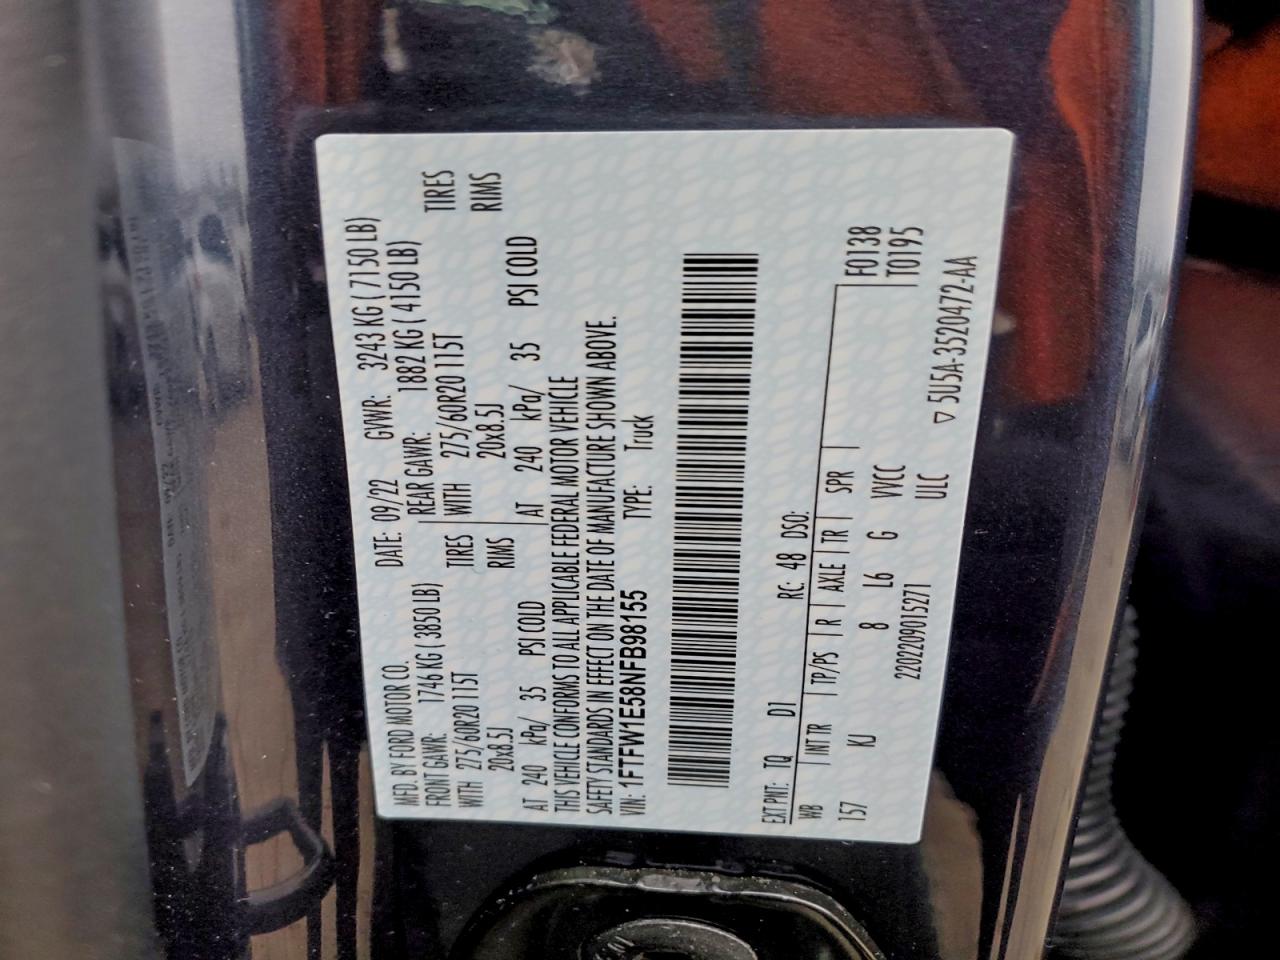 MFD. BY FORD MOTOR CO.
DATE: 09/22 GVWR: 3243 KG ( 7150 LB)
FRONT GAWR: 1746 KG ( 3850 LB) REAR GAWR: 1882 KG ( 4150 LB)
WITH 275/60R20 115T TIRES WITH 275/60R20 115T TIRES
20x8.5J RIMS 20x8.5J RIMS
AT 240 kPa/ 35 PSI COLD AT 240 kPa/ 35 PSI COLD
THIS VEHICLE CONFORMS TO ALL APPLICABLE FEDERAL MOTOR VEHICLE
SAFETY STANDARDS IN EFFECT ON THE DATE OF MANUFACTURE SHOWN ABOVE.
VIN: 1FTFW1E58NFB98155 TYPE: Truck
EXT PNT: TQ D1 RC: 48 DSO:
WB INT TR TP/PS R AXLE TR SPR F0138
157 KJ 8 L6 G VVCC T0195
2202209015271 ULC
▽ 5U5A-3520472-AA